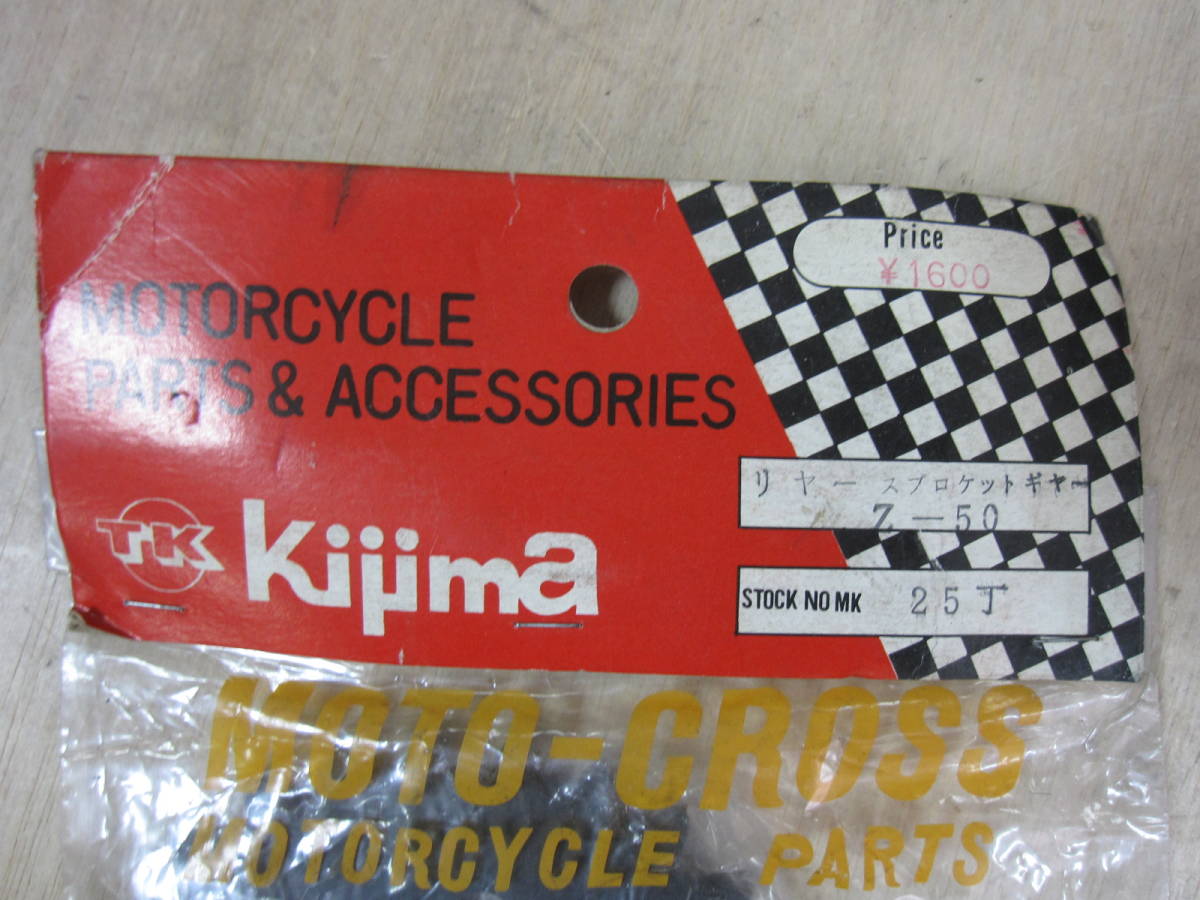 MOTORCYCLE
PARTS & ACCESSORIES
TK Kijima
Price
¥1600
リヤー スプロケットギヤー
Z-50
STOCK NO MK 25丁
MOTO-CROSS
MOTORCYCLE PARTS